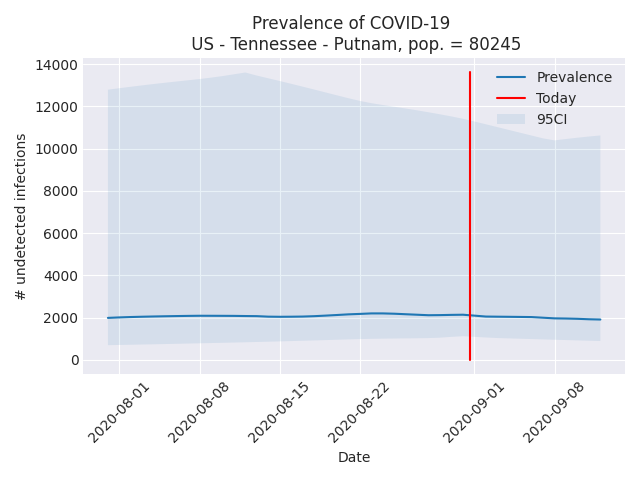 Prevalence of COVID-19
US - Tennessee - Putnam, pop. = 80245
14000
12000
10000
8000
6000
4000
2000
0
# undetected infections
Prevalence
Today
95CI
2020-08-01
2020-08-08
2020-08-15
2020-08-22
2020-09-01
2020-09-08
Date